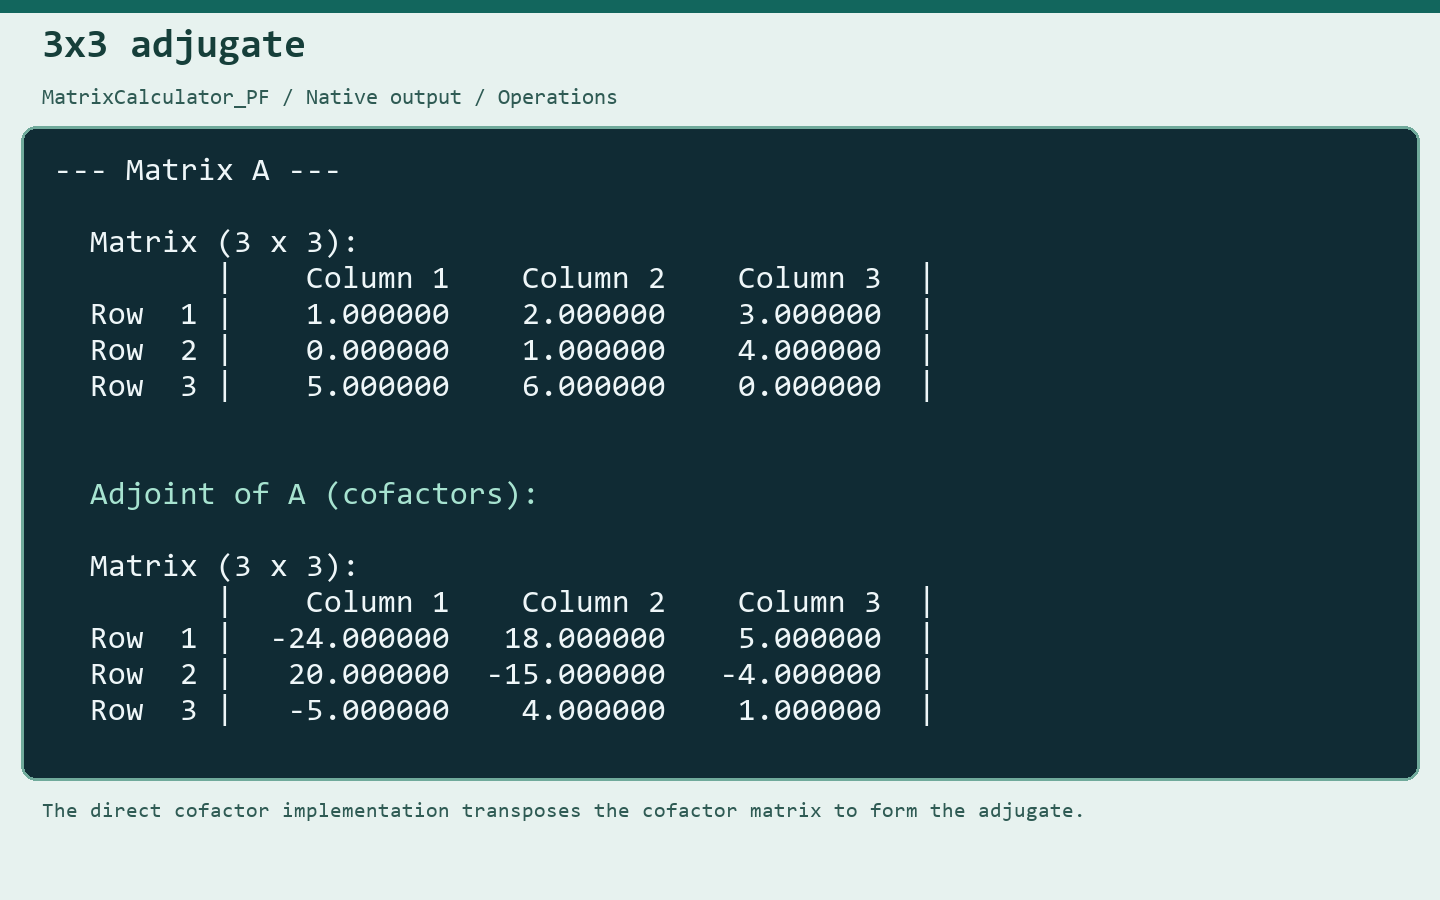 3x3 adjugate
MatrixCalculator_PF / Native output / Operations
--- Matrix A ---
Matrix (3 x 3):
| Column 1 Column 2 Column 3 |
Row 1 | 1.000000 2.000000 3.000000 |
Row 2 | 0.000000 1.000000 4.000000 |
Row 3 | 5.000000 6.000000 0.000000 |
Adjoint of A (cofactors):
Matrix (3 x 3):
| Column 1 Column 2 Column 3 |
Row 1 | -24.000000 18.000000 5.000000 |
Row 2 | 20.000000 -15.000000 -4.000000 |
Row 3 | -5.000000 4.000000 1.000000 |
The direct cofactor implementation transposes the cofactor matrix to form the adjugate.